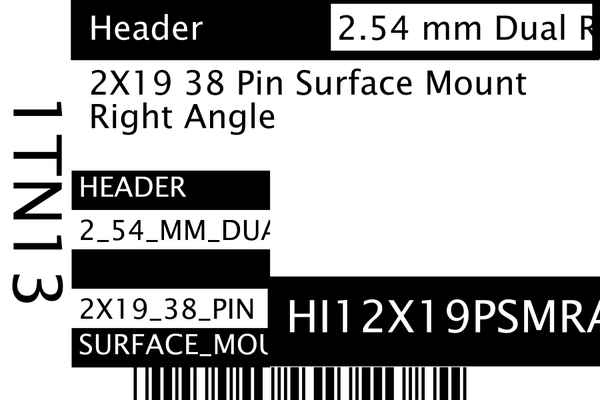 Header
2.54 mm Dual R
2X19 38 Pin Surface Mount
Right Angle
1TN13
HEADER
2_54_MM_DUA
2X19_38_PIN
SURFACE_MOU
HI12X19PSMRA